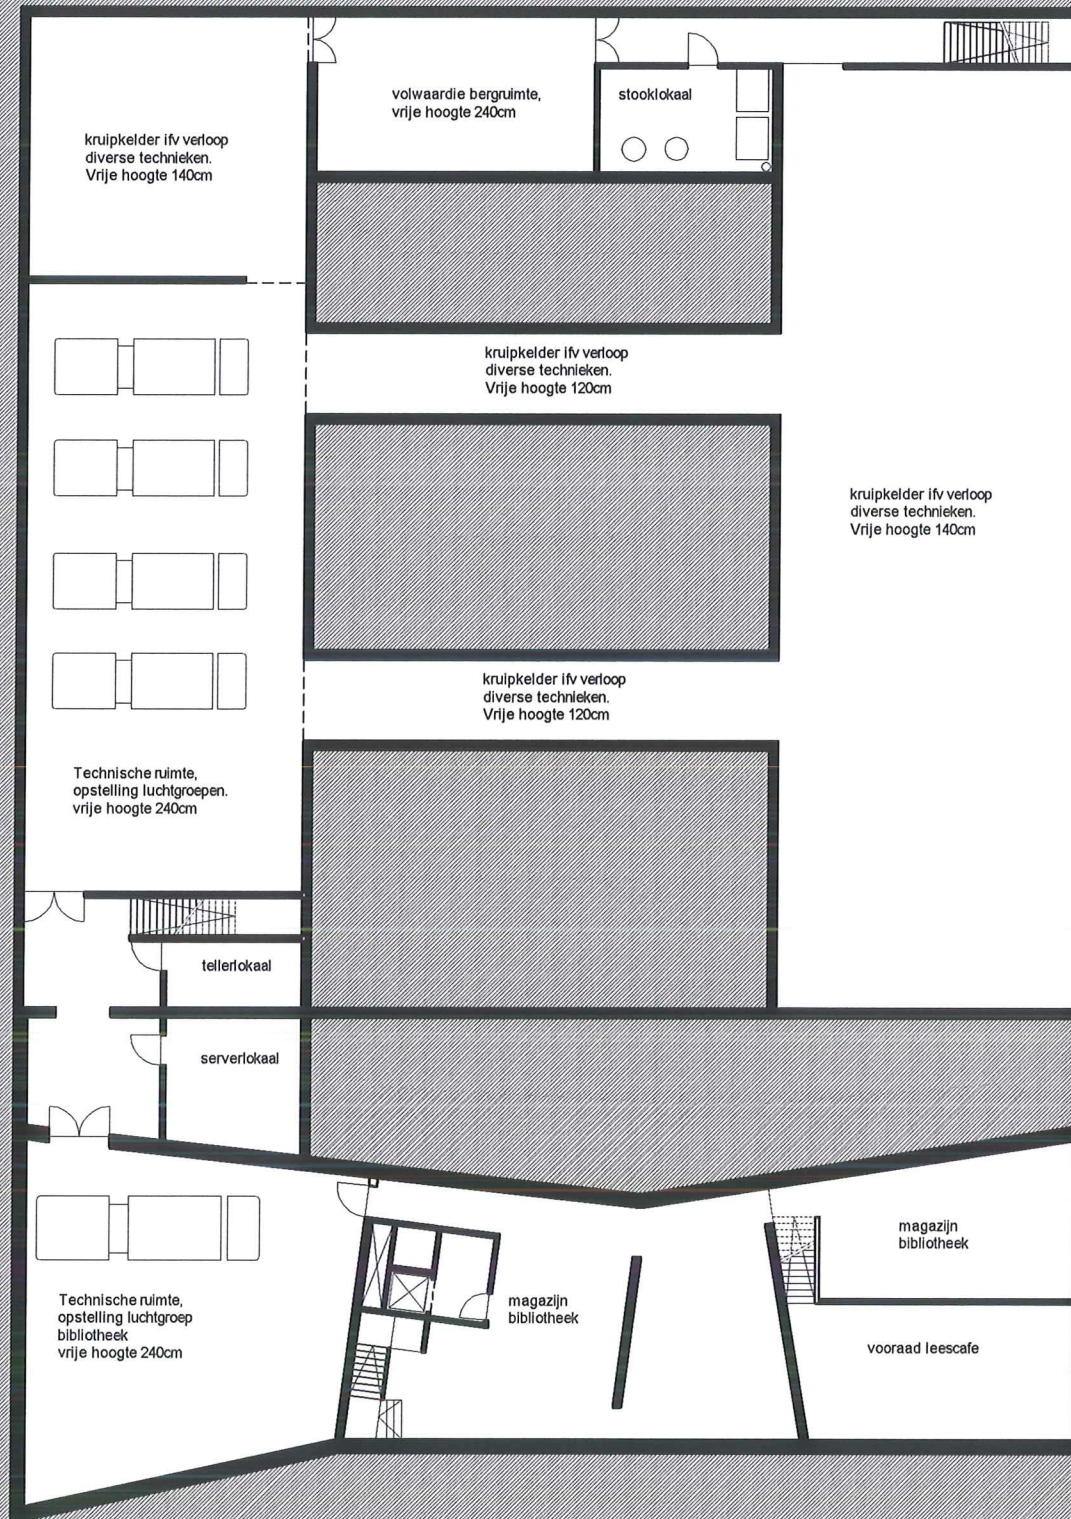 volwaardie bergruimte,
vrije hoogte 240cm
stooklokaal
kruipkelder ifv verloop
diverse technieken.
Vrije hoogte 140cm
kruipkelder ifv verloop
diverse technieken.
Vrije hoogte 120cm
kruipkelder ifv verloop
diverse technieken.
Vrije hoogte 140cm
kruipkelder ifv verloop
diverse technieken.
Vrije hoogte 120cm
Technische ruimte,
opstelling luchtgroepen.
vrije hoogte 240cm
tellerlokaal
serverlokaal
magazijn
bibliotheek
Technische ruimte,
opstelling luchtgroep
bibliotheek
vrije hoogte 240cm
magazijn
bibliotheek
vooraad leescafe